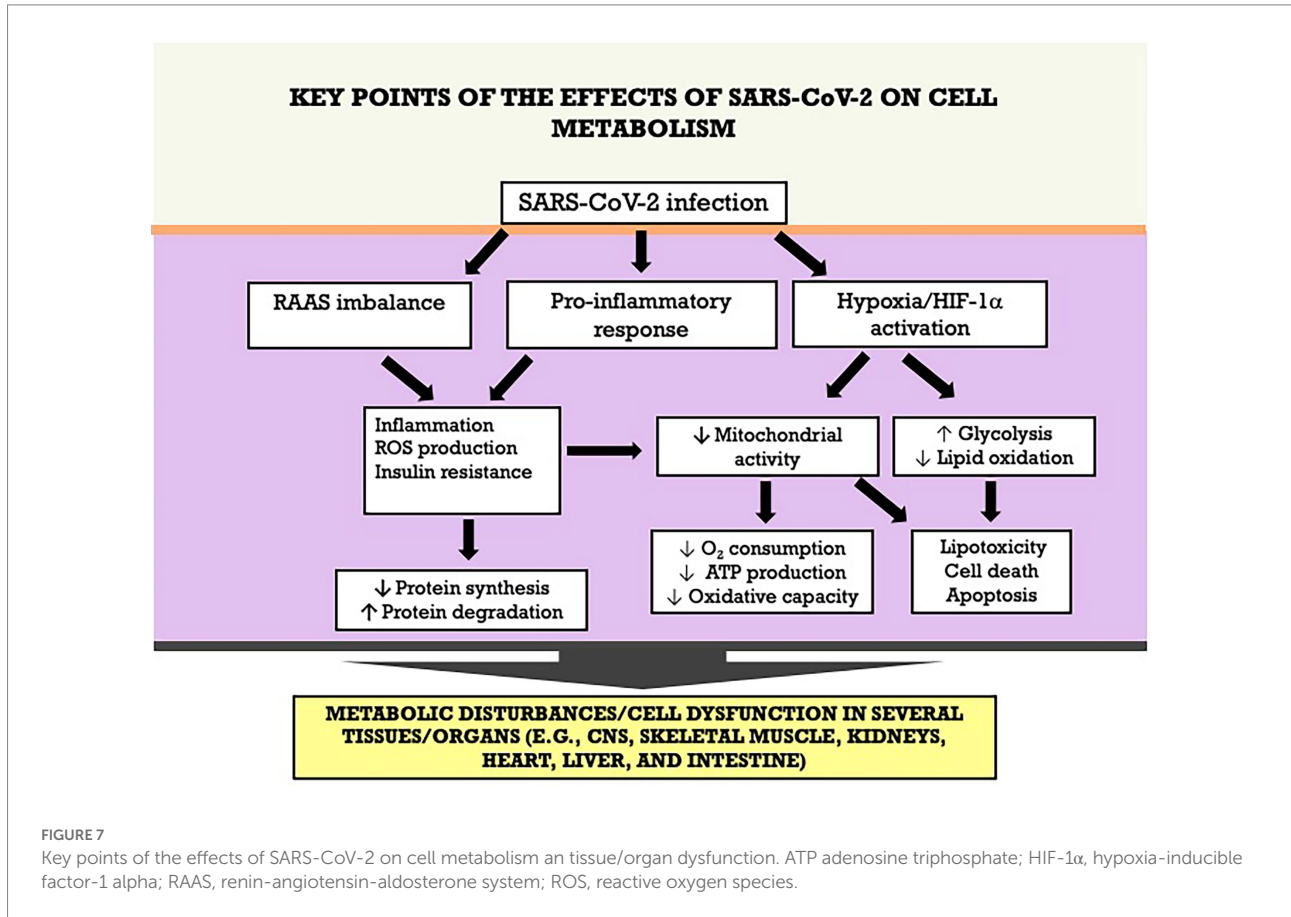 KEY POINTS OF THE EFFECTS OF SARS-CoV-2 ON CELL
METABOLISM
SARS-CoV-2 infection
RAAS imbalance
Pro-inflammatory
response
Hypoxia/HIF-1α
activation
Inflammation
ROS production
Insulin resistance
↓ Mitochondrial
activity
↑ Glycolysis
↓ Lipid oxidation
↓ Protein synthesis
↑ Protein degradation
↓ O₂ consumption
↓ ATP production
↓ Oxidative capacity
Lipotoxicity
Cell death
Apoptosis
METABOLIC DISTURBANCES/CELL DYSFUNCTION IN SEVERAL
TISSUES/ORGANS (E.G., CNS, SKELETAL MUSCLE, KIDNEYS,
HEART, LIVER, AND INTESTINE)
FIGURE 7
Key points of the effects of SARS-CoV-2 on cell metabolism an tissue/organ dysfunction. ATP adenosine triphosphate; HIF-1α, hypoxia-inducible
factor-1 alpha; RAAS, renin-angiotensin-aldosterone system; ROS, reactive oxygen species.